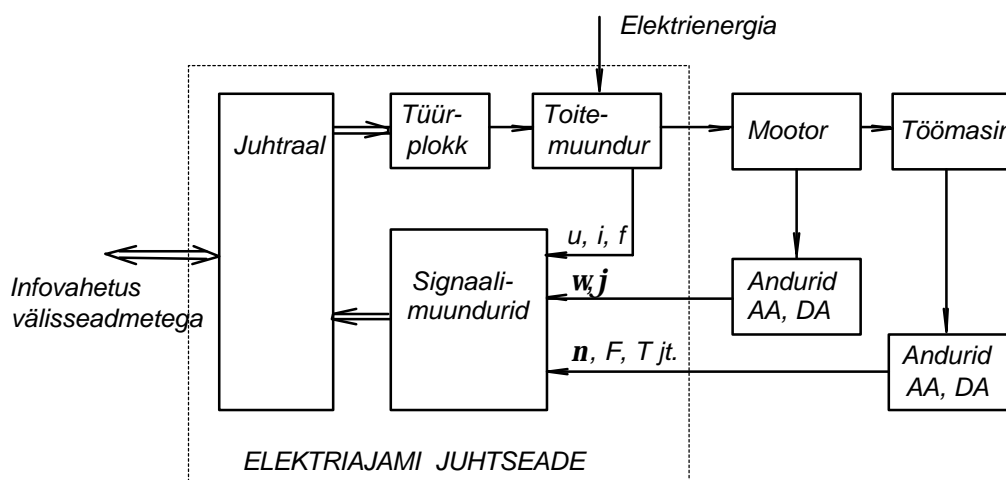 Elektrienergia
Juhtraal
Tüür-
plokk
Toite-
muundur
Mootor
Töömasin
u, i, f
Signaali-
muundurid
w,j
Andurid
AA, DA
n, F, T jt.
Andurid
AA, DA
Infovahetus
välisseadmetega
ELEKTRIAJAMI JUHTSEADE